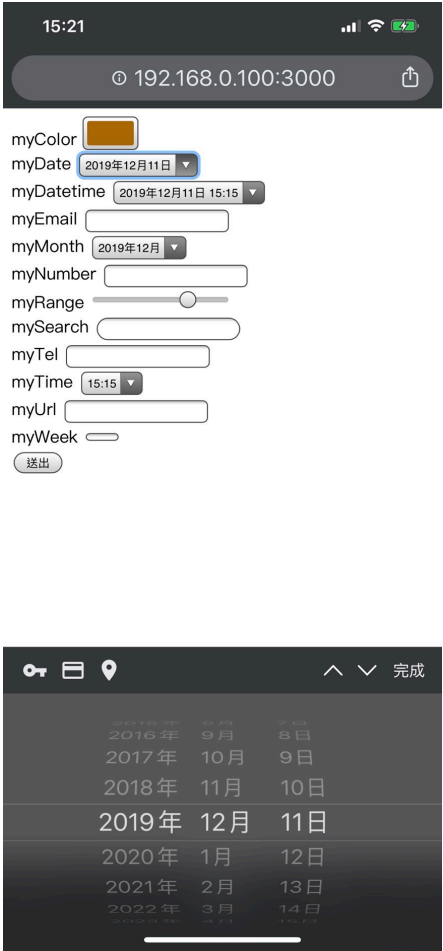 15:21
192.168.0.100:3000
myColor
myDate 2019年12月11日
myDatetime 2019年12月11日 15:15
myEmail
myMonth 2019年12月
myNumber
myRange
mySearch
myTel
myTime 15:15
myUrl
myWeek
送出
完成
2016年 9月 8日
2017年 10月 9日
2018年 11月 10日
2019年 12月 11日
2020年 1月 12日
2021年 2月 13日
2022年 3月 14日